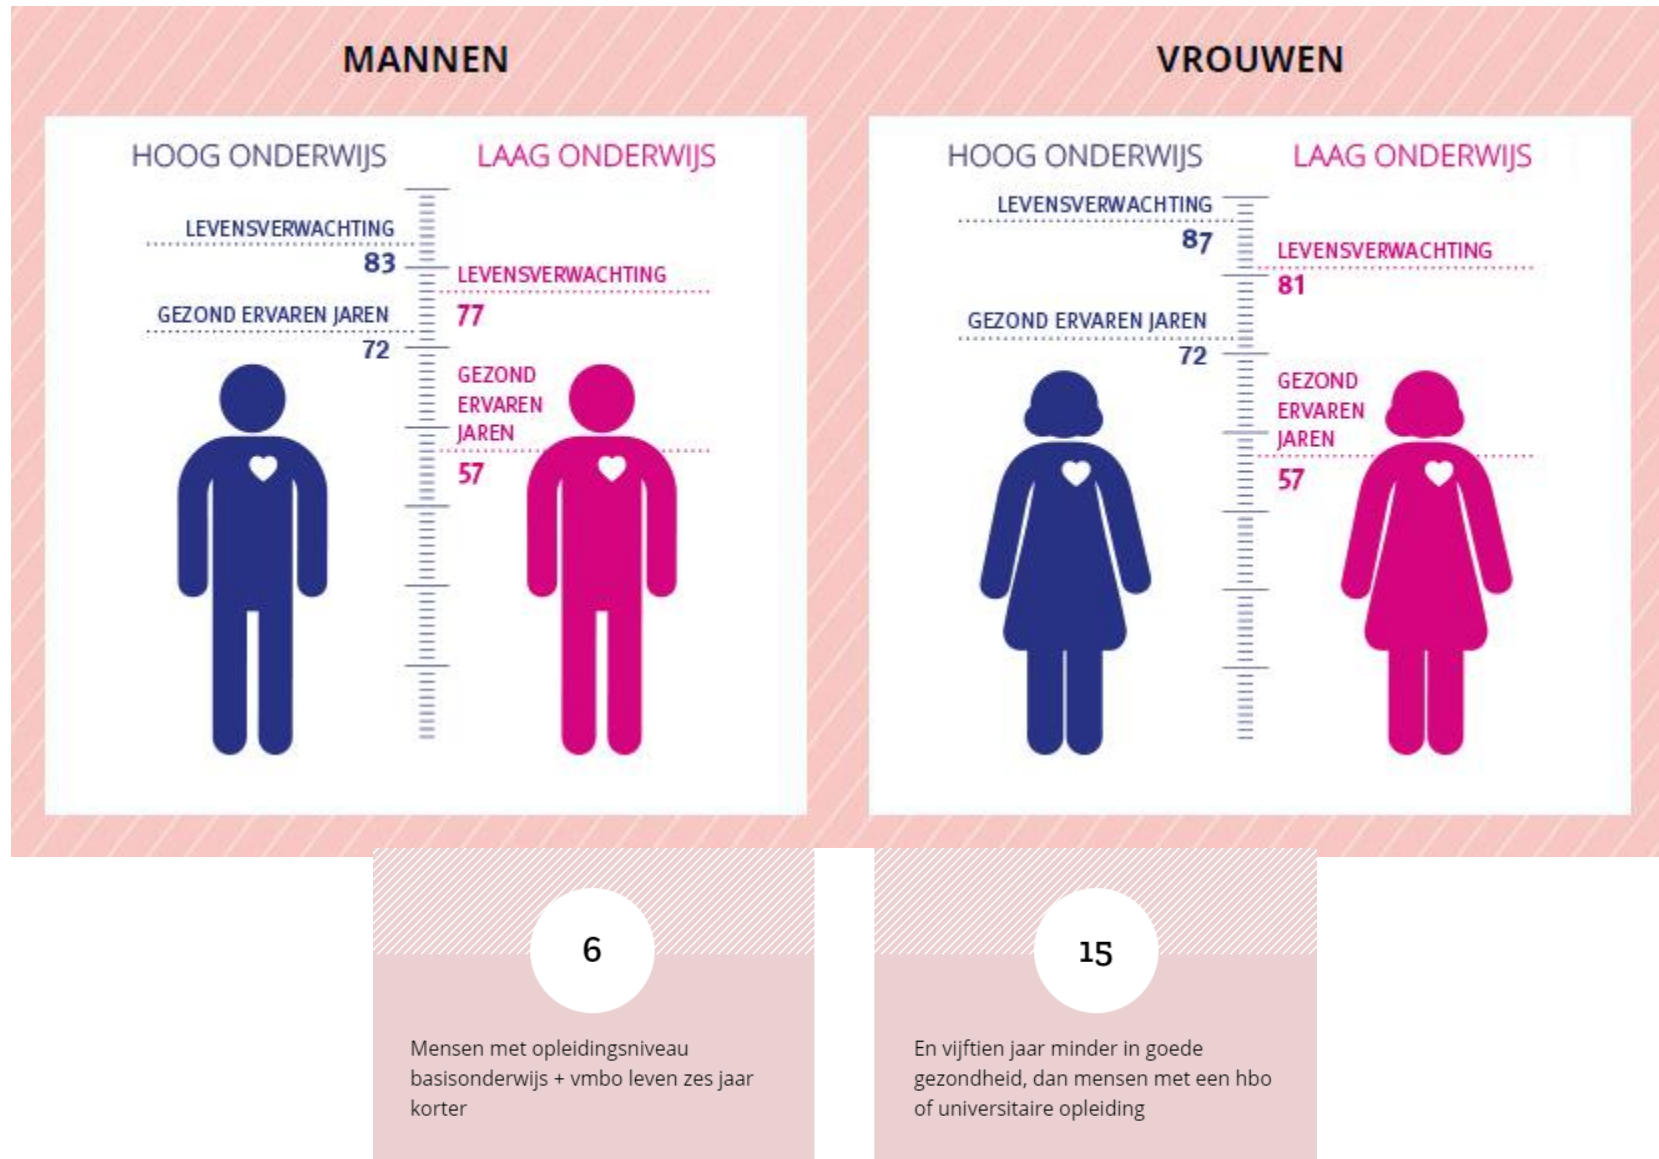 MANNEN
HOOG ONDERWIJS
LAAG ONDERWIJS
LEVENSVERWACHTING
83
LEVENSVERWACHTING
77
GEZOND ERVAREN JAREN
72
GEZOND
ERVAREN
JAREN
57
VROUWEN
HOOG ONDERWIJS
LAAG ONDERWIJS
LEVENSVERWACHTING
87
LEVENSVERWACHTING
81
GEZOND ERVAREN JAREN
72
GEZOND
ERVAREN
JAREN
57
6
Mensen met opleidingsniveau
basisonderwijs + vmbo leven zes jaar
korter
15
En vijftien jaar minder in goede
gezondheid, dan mensen met een hbo
of universitaire opleiding